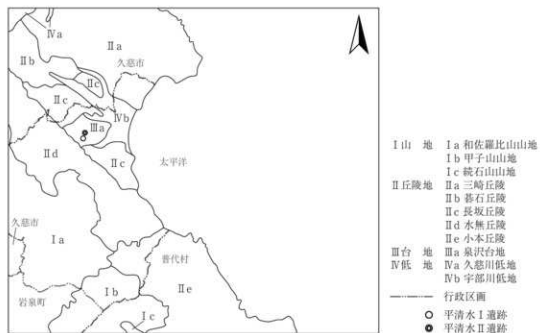 Ⅳa
Ⅱa
Ⅱb
久慈市
Ⅱc
Ⅱc
Ⅳb
Ⅲa
Ⅱd
Ⅱc
太平洋
久慈市
Ⅰa
普代村
Ⅰb
Ⅱe
岩泉町
Ⅰc
Ⅰ山 地 Ⅰa 和佐羅比山山地
Ⅰb 甲子山山地
Ⅰc 続石山山地
Ⅱ丘陵地 Ⅱa 三崎丘陵
Ⅱb 碁石丘陵
Ⅱc 長坂丘陵
Ⅱd 水無丘陵
Ⅱe 小本丘陵
Ⅲ台 地 Ⅲa 泉沢台地
Ⅳ低 地 Ⅳa 久慈川低地
Ⅳb 宇部川低地
行政区画
平清水Ⅰ遺跡
平清水Ⅱ遺跡